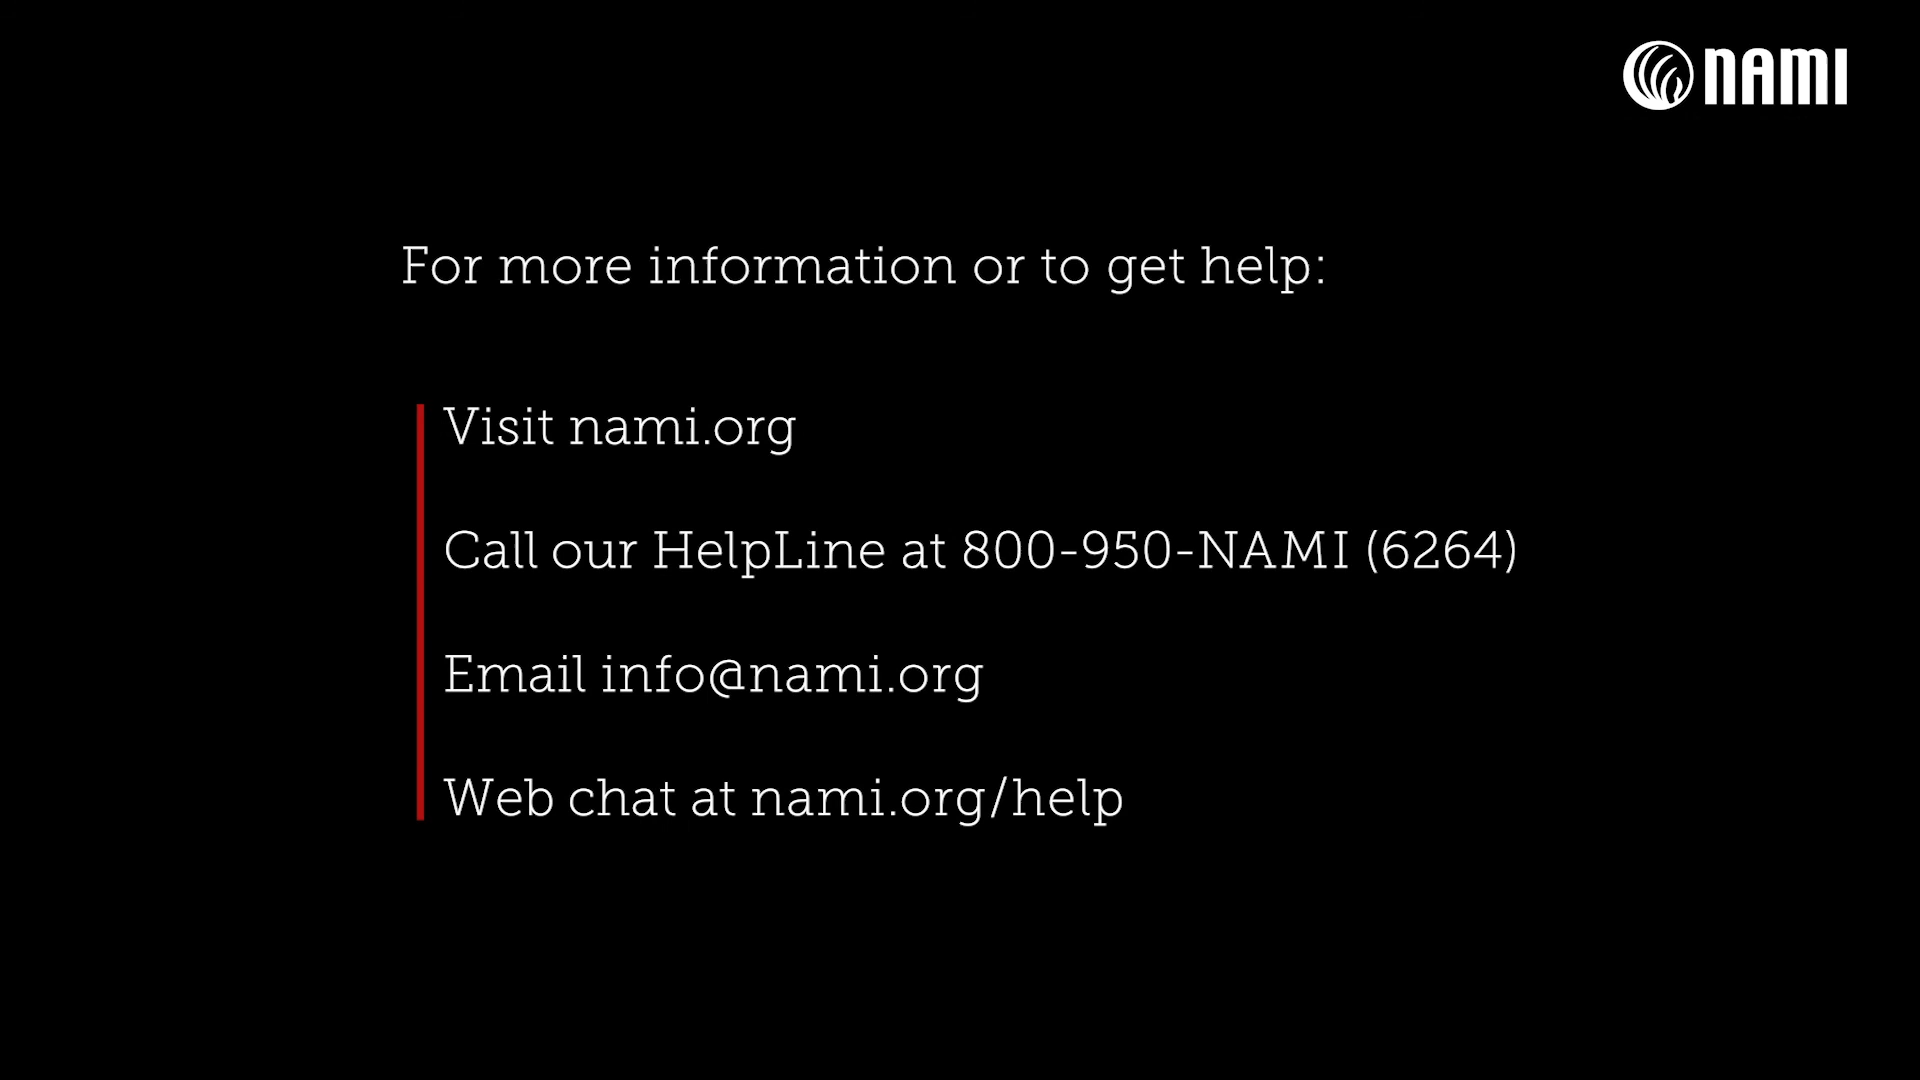 NAMI
For more information or to get help:
Visit nami.org
Call our HelpLine at 800-950-NAMI (6264)
Email info@nami.org
Web chat at nami.org/help